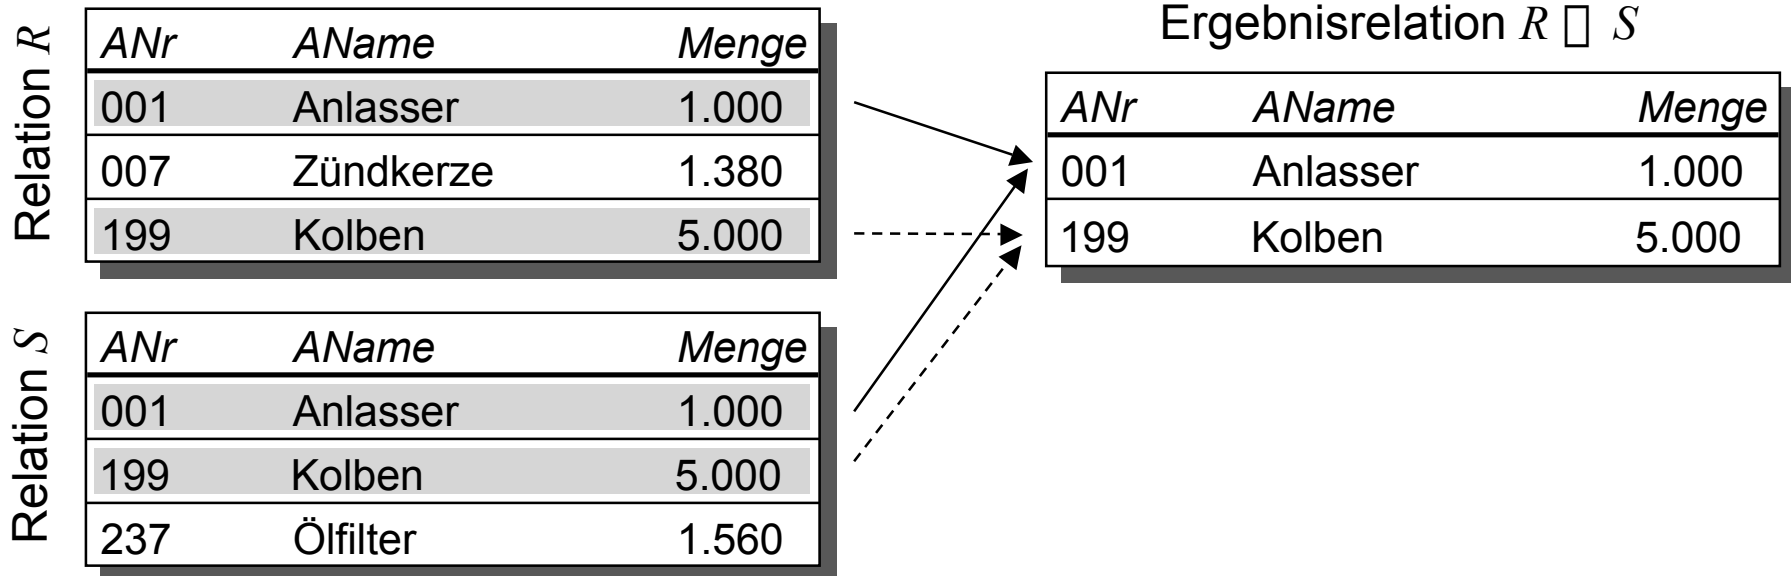 Relation R
ANr AName Menge
001 Anlasser 1.000
007 Zündkerze 1.380
199 Kolben 5.000
Relation S
ANr AName Menge
001 Anlasser 1.000
199 Kolben 5.000
237 Ölfilter 1.560
Ergebnisrelation R ▯ S
ANr AName Menge
001 Anlasser 1.000
199 Kolben 5.000